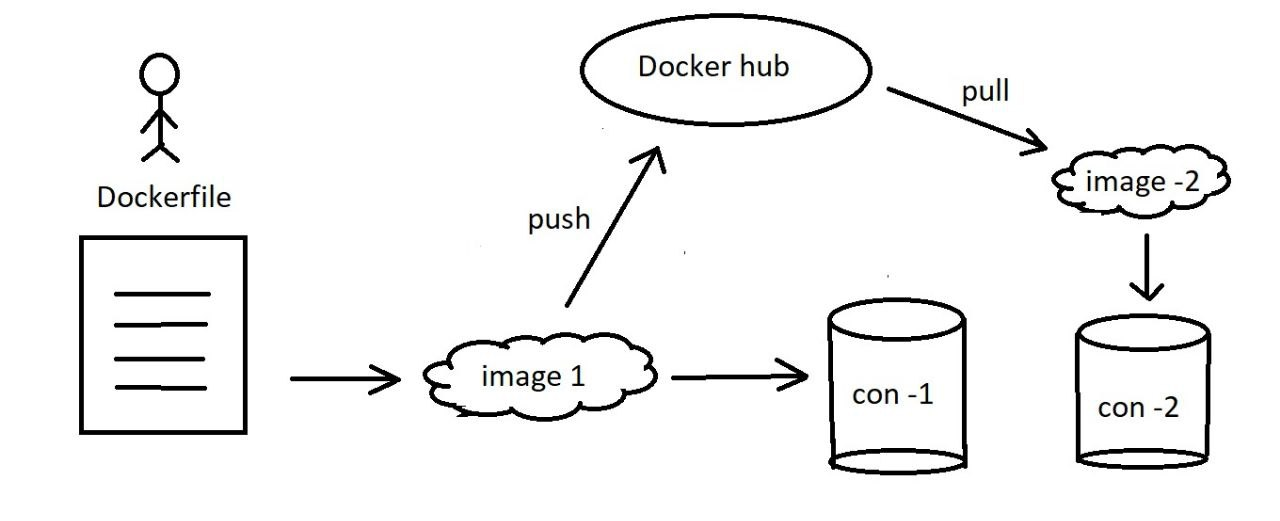 Docker hub
pull
Dockerfile
image -2
push
image 1
con -1
con -2